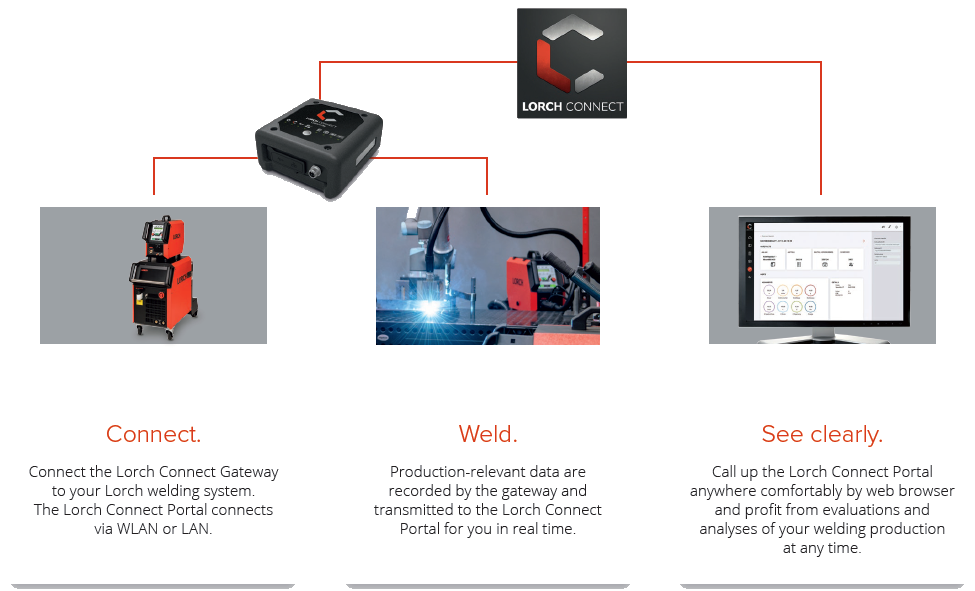 LORCH CONNECT
LORCH CONNECT
LORCH
Connect.
Connect the Lorch Connect Gateway
to your Lorch welding system.
The Lorch Connect Portal connects
via WLAN or LAN.
Weld.
Production-relevant data are
recorded by the gateway and
transmitted to the Lorch Connect
Portal for you in real time.
See clearly.
Call up the Lorch Connect Portal
anywhere comfortably by web browser
and profit from evaluations and
analyses of your welding production
at any time.